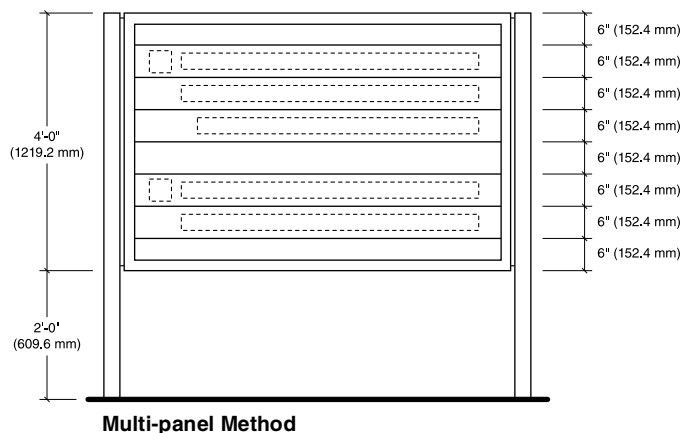 6" (152.4 mm)
6" (152.4 mm)
6" (152.4 mm)
6" (152.4 mm)
6" (152.4 mm)
6" (152.4 mm)
6" (152.4 mm)
6" (152.4 mm)
4'-0"
(1219.2 mm)
2'-0"
(609.6 mm)
Multi-panel Method